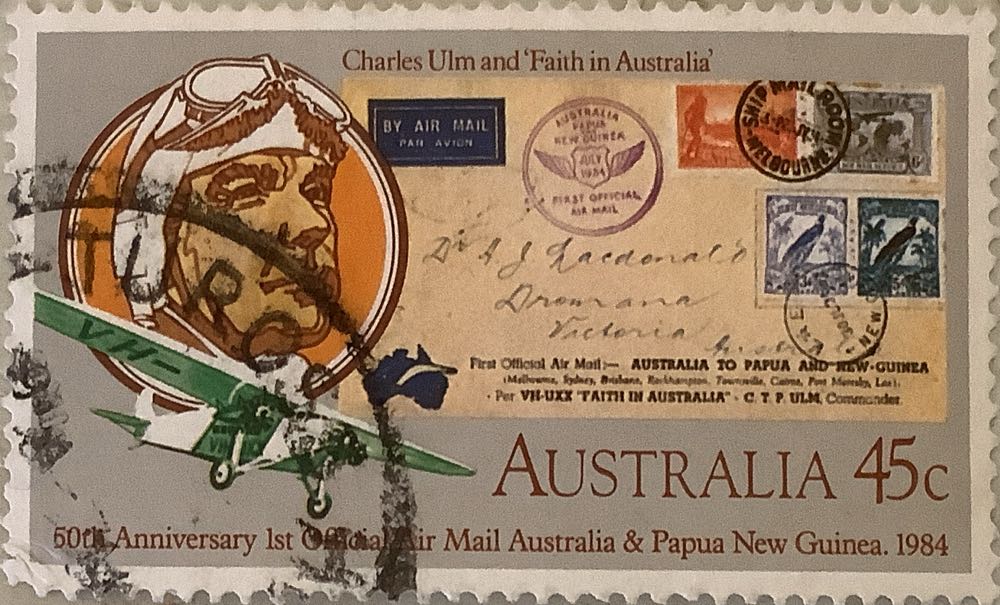 Charles Ulm and 'Faith in Australia'
BY AIR MAIL
PAR AVION
AUSTRALIA
PAPUA
NEW GUINEA
JULY
1934
FIRST OFFICIAL
AIR MAIL
SHIP MAIL ROOM
MELBOURNE
Dr A J Macdonald
Dromana
Victoria
First Official Air Mail:— AUSTRALIA TO PAPUA AND NEW-GUINEA
(Melbourne, Sydney, Brisbane, Rockhampton, Townsville, Cairns, Port Moresby, Lae).
Per VH-UXX "FAITH IN AUSTRALIA" - C. T. P. ULM, Commander.
VH-
AUSTRALIA 45c
50th Anniversary 1st Official Air Mail Australia & Papua New Guinea. 1984